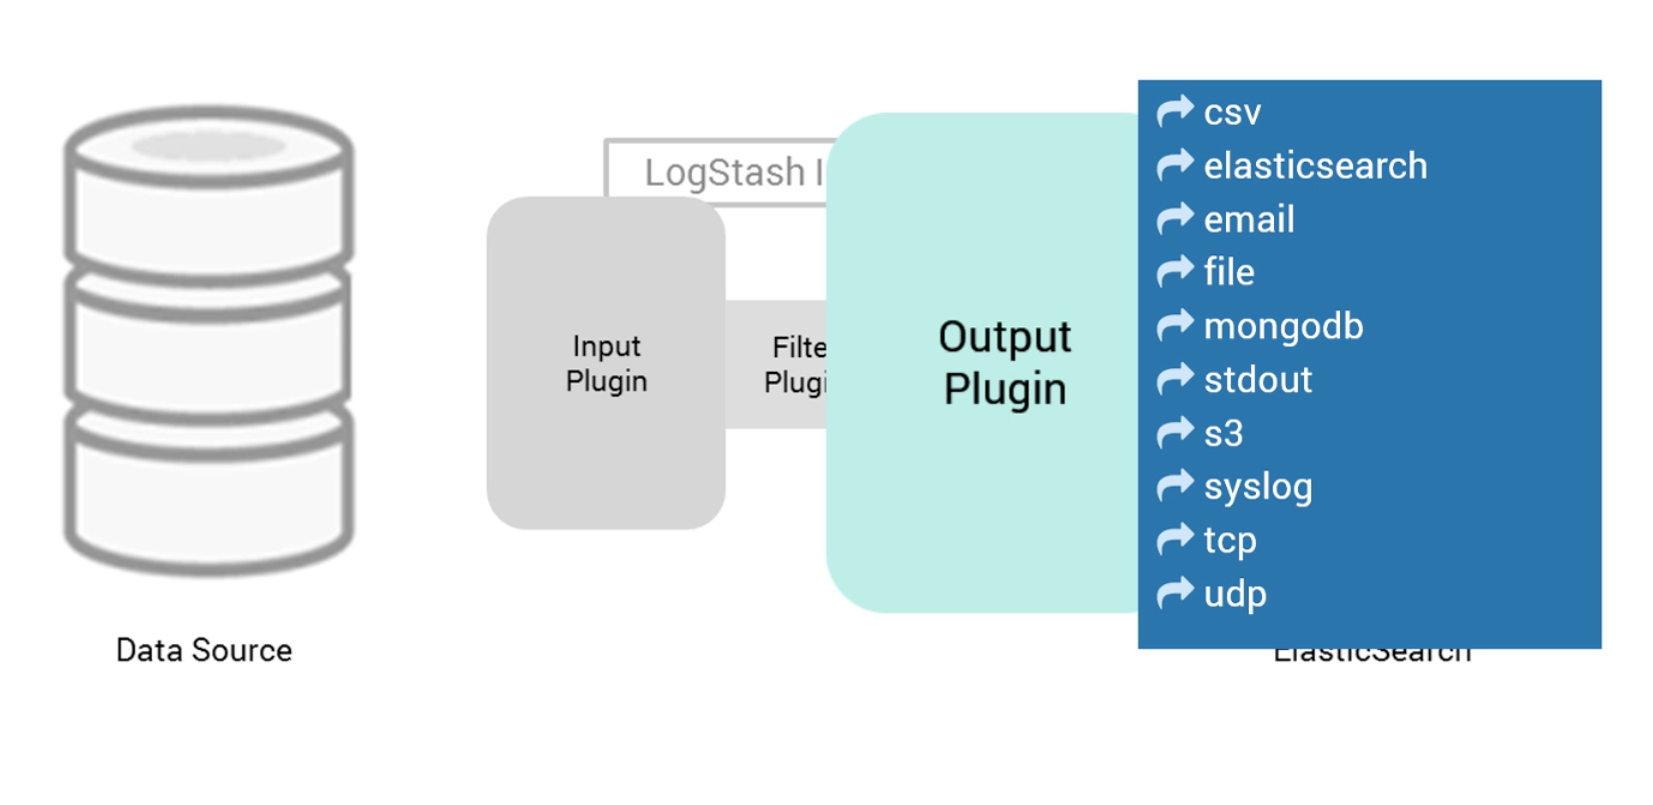 LogStash I
Input
Plugin
Filte
Plugi
Output
Plugin
csv
elasticsearch
email
file
mongodb
stdout
s3
syslog
tcp
udp
Data Source
ElasticSearch